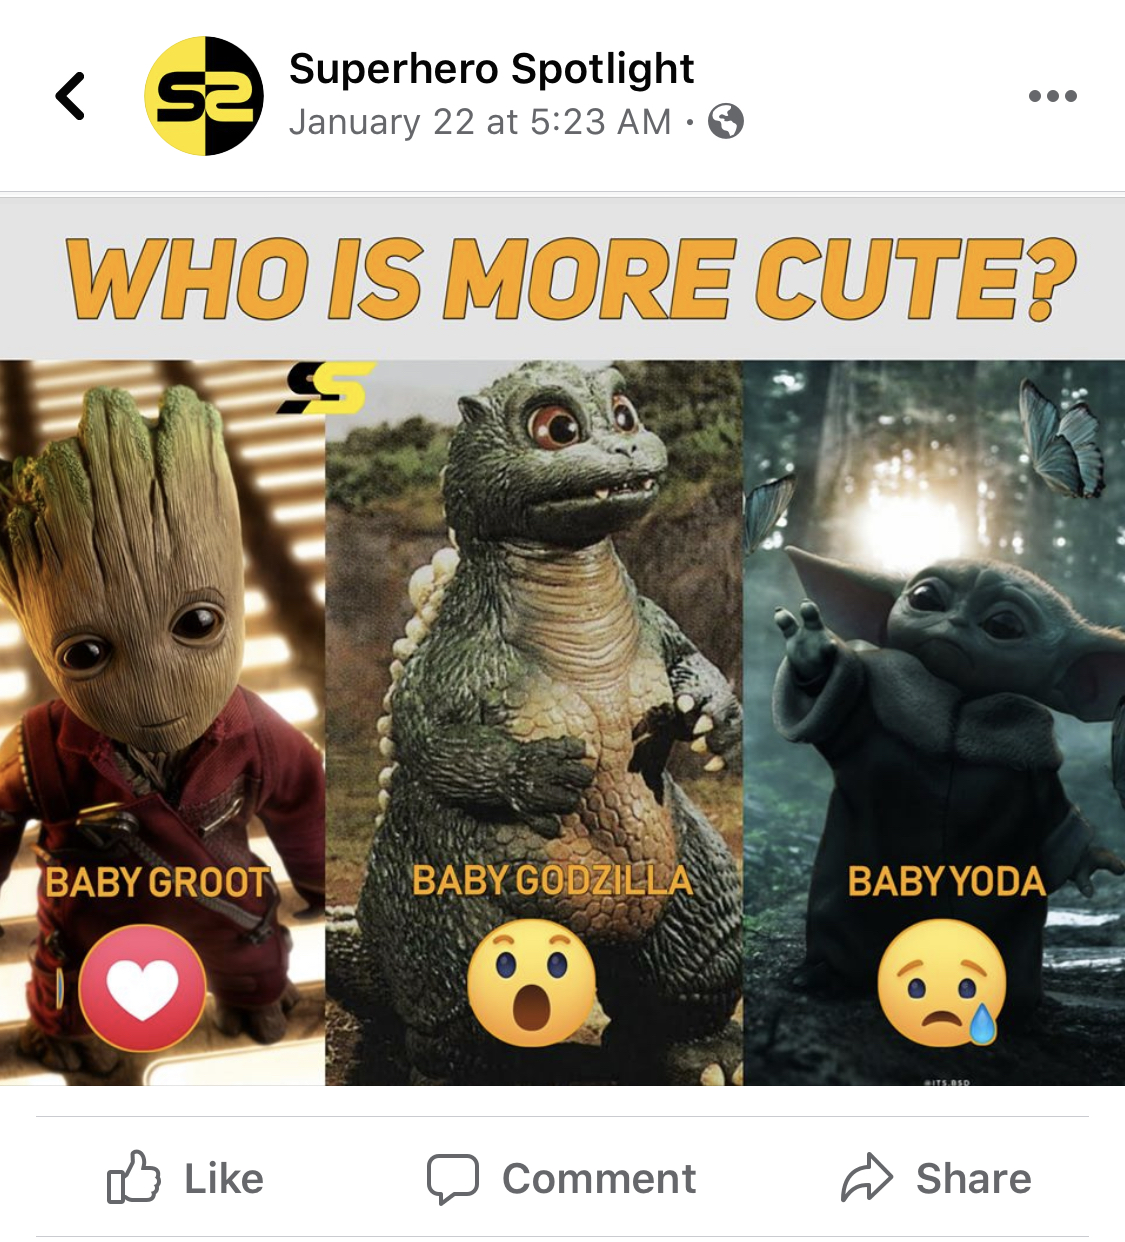 Superhero Spotlight
January 22 at 5:23 AM ·
WHO IS MORE CUTE?
BABY GROOT
BABY GODZILLA
BABY YODA
@ITS.BSD
Like
Comment
Share